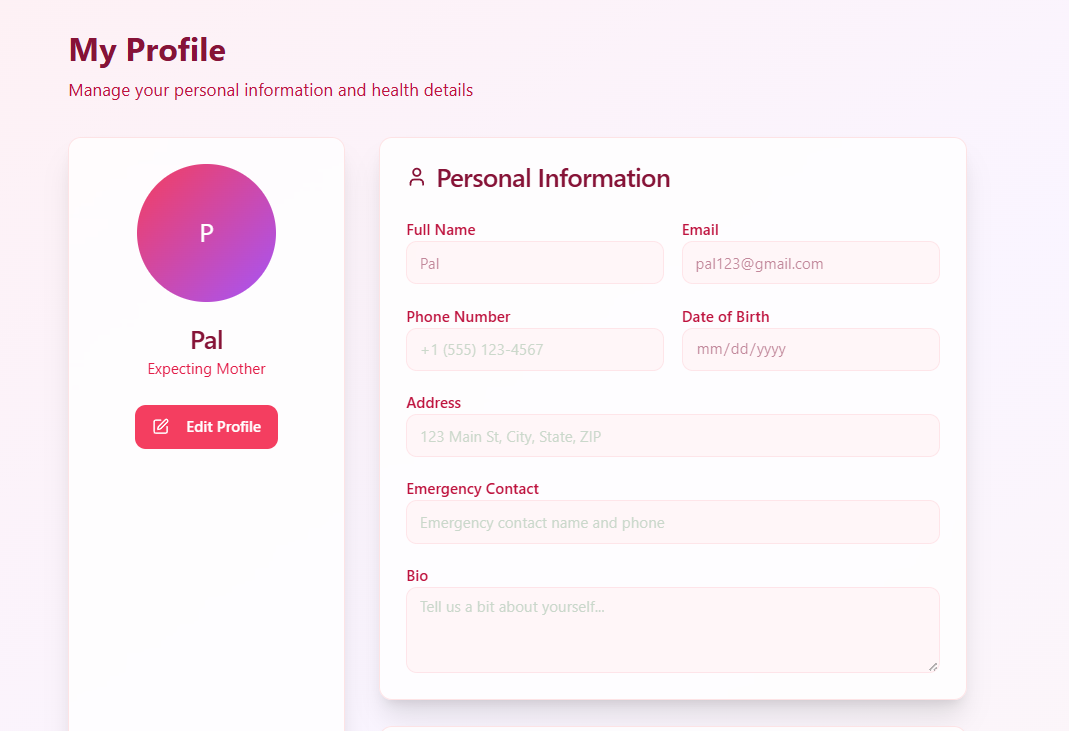 My Profile
Manage your personal information and health details
P
Pal
Expecting Mother
Edit Profile
Personal Information
Full Name
Pal
Email
pal123@gmail.com
Phone Number
+1 (555) 123-4567
Date of Birth
mm/dd/yyyy
Address
123 Main St, City, State, ZIP
Emergency Contact
Emergency contact name and phone
Bio
Tell us a bit about yourself...